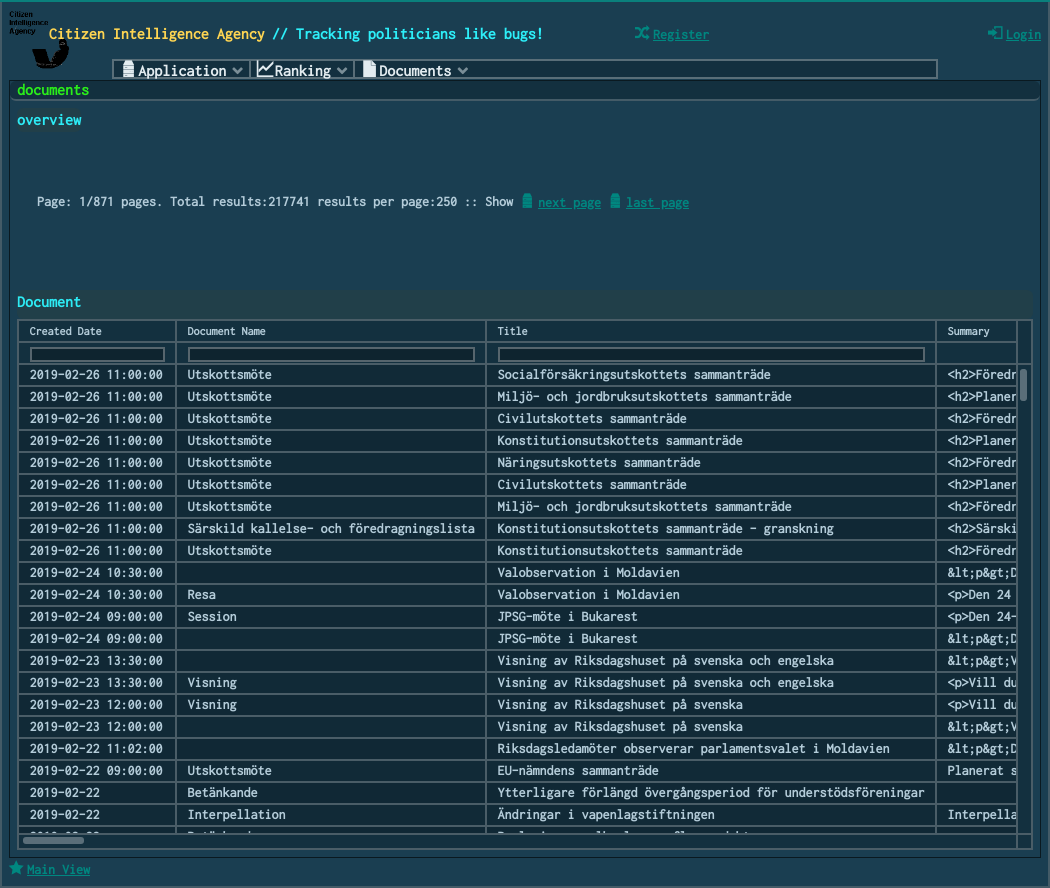 Citizen
Intelligence
Agency
Citizen Intelligence Agency // Tracking politicians like bugs!
Register
Login
Application
Ranking
Documents
documents
overview
Page: 1/871 pages. Total results:217741 results per page:250 :: Show next page last page
Document
Created Date Document Name Title Summary
2019-02-26 11:00:00 Utskottsmöte Socialförsäkringsutskottets sammanträde <h2>Föredr
2019-02-26 11:00:00 Utskottsmöte Miljö- och jordbruksutskottets sammanträde <h2>Planer
2019-02-26 11:00:00 Utskottsmöte Civilutskottets sammanträde <h2>Föredr
2019-02-26 11:00:00 Utskottsmöte Konstitutionsutskottets sammanträde <h2>Planer
2019-02-26 11:00:00 Utskottsmöte Näringsutskottets sammanträde <h2>Föredr
2019-02-26 11:00:00 Utskottsmöte Civilutskottets sammanträde <h2>Planer
2019-02-26 11:00:00 Utskottsmöte Miljö- och jordbruksutskottets sammanträde <h2>Föredr
2019-02-26 11:00:00 Särskild kallelse- och föredragningslista Konstitutionsutskottets sammanträde - granskning <h2>Särski
2019-02-26 11:00:00 Utskottsmöte Konstitutionsutskottets sammanträde <h2>Föredr
2019-02-24 10:30:00 Valobservation i Moldavien &lt;p&gt;D
2019-02-24 10:30:00 Resa Valobservation i Moldavien <p>Den 24
2019-02-24 09:00:00 Session JPSG-möte i Bukarest <p>Den 24-
2019-02-24 09:00:00 JPSG-möte i Bukarest &lt;p&gt;D
2019-02-23 13:30:00 Visning av Riksdagshuset på svenska och engelska &lt;p&gt;V
2019-02-23 13:30:00 Visning Visning av Riksdagshuset på svenska och engelska <p>Vill du
2019-02-23 12:00:00 Visning Visning av Riksdagshuset på svenska <p>Vill du
2019-02-23 12:00:00 Visning av Riksdagshuset på svenska &lt;p&gt;V
2019-02-22 11:02:00 Riksdagsledamöter observerar parlamentsvalet i Moldavien &lt;p&gt;D
2019-02-22 09:00:00 Utskottsmöte EU-nämndens sammanträde Planerat s
2019-02-22 Betänkande Ytterligare förlängd övergångsperiod för understödsföreningar
2019-02-22 Interpellation Ändringar i vapenlagstiftningen Interpella
Main View